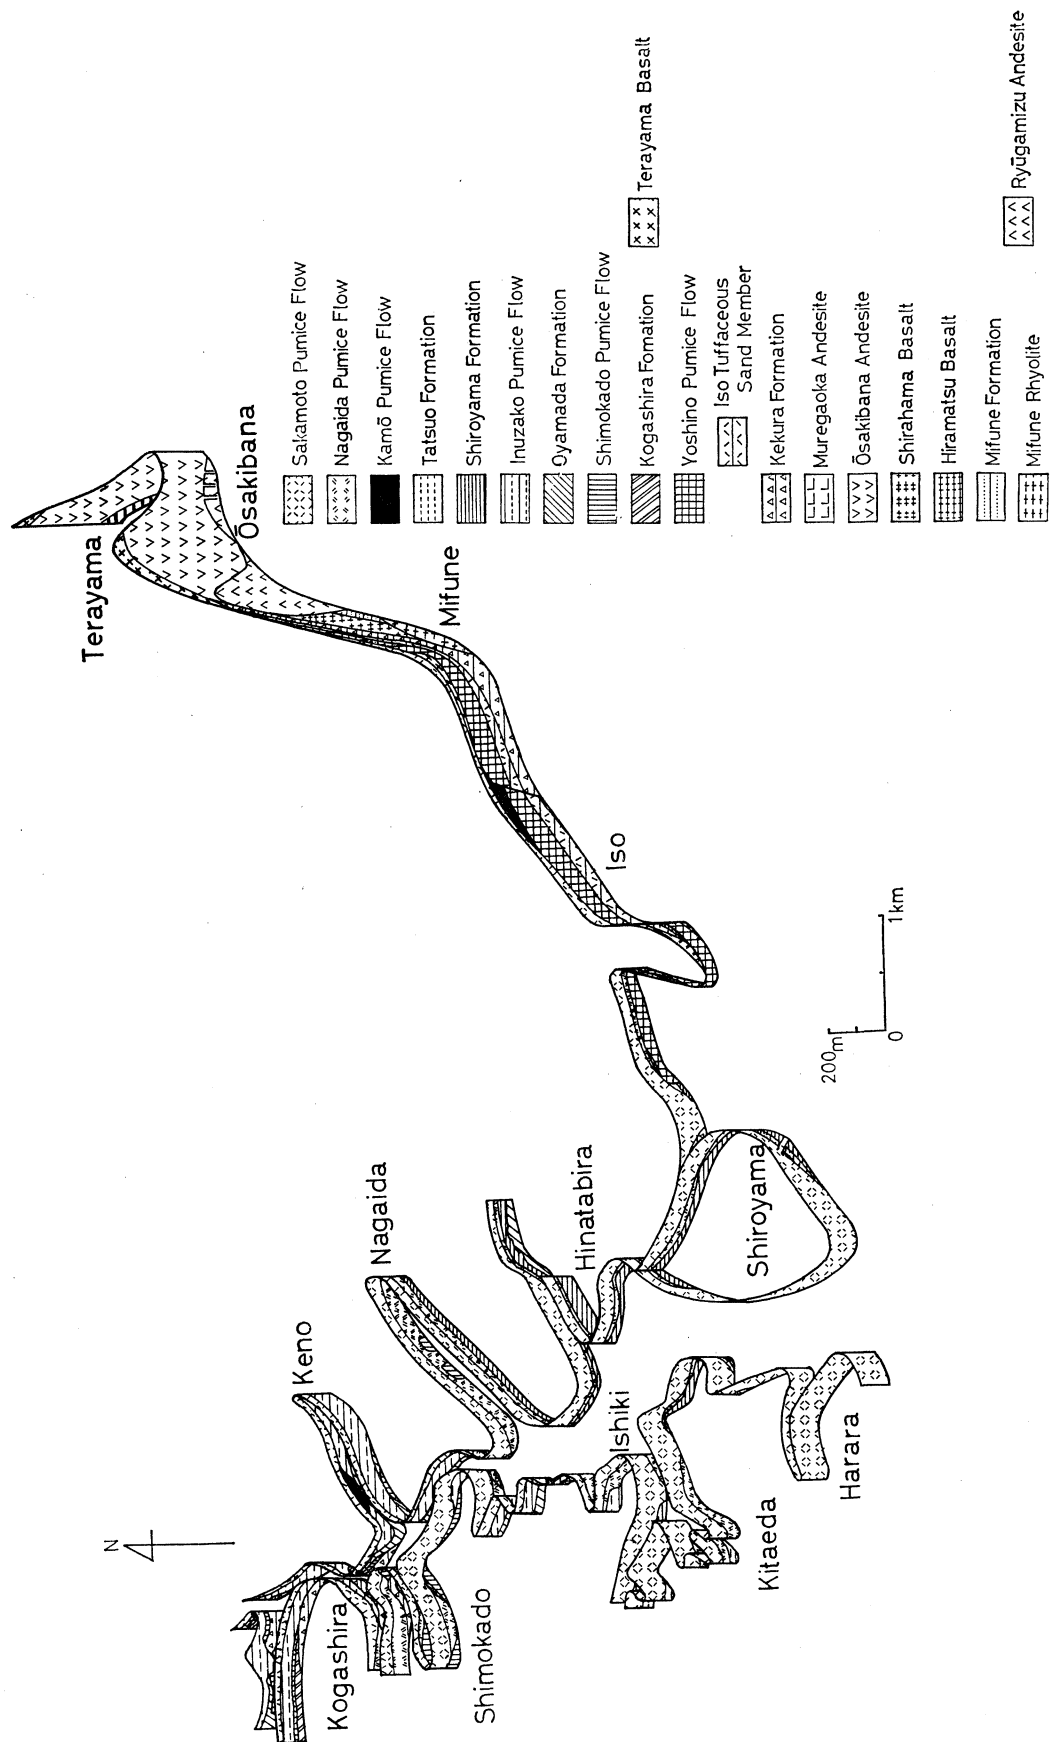 N
Terayama
Ōsakibana
Mifune
Iso
Keno
Nagaida
Hinatabira
Shiroyama
Kogashira
Shimokado
Ishiki
Kitaeda
Harara
200m
0
1km
Sakamoto Pumice Flow
Nagaida Pumice Flow
Kamō Pumice Flow
Tatsuo Formation
Shiroyama Formation
Inuzako Pumice Flow
Oyamada Formation
Shimokado Pumice Flow
Kogashira Fomation
Yoshino Pumice Flow
Terayama Basalt
Iso Tuffaceous
Sand Member
Kekura Formation
Muregaoka Andesite
Ōsakibana Andesite
Shirahama Basalt
Hiramatsu Basalt
Mifune Formation
Mifune Rhyolite
Ryūgamizu Andesite